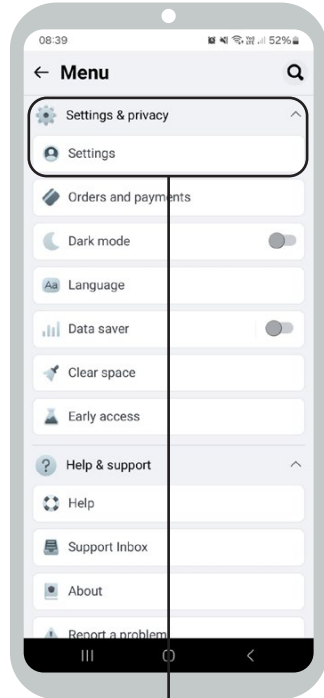 08:39 52%
Menu
Settings & privacy
Settings
Orders and payments
Dark mode
Aa Language
Data saver
Clear space
Early access
? Help & support
Help
Support Inbox
About
Report a problem